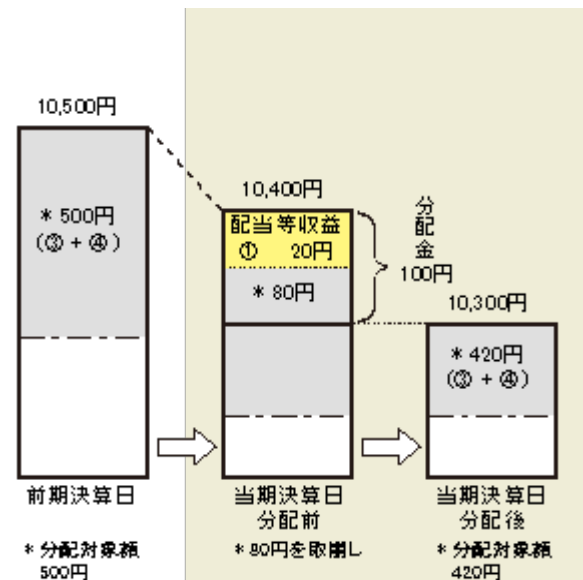 10,500円
* 500円
(③ + ④)
前期決算日
* 分配対象額
500円
10,400円
配当等収益
① 20円
* 80円
分配金
100円
当期決算日
分配前
* 80円を取崩し
10,300円
* 420円
(③ + ④)
当期決算日
分配後
* 分配対象額
420円